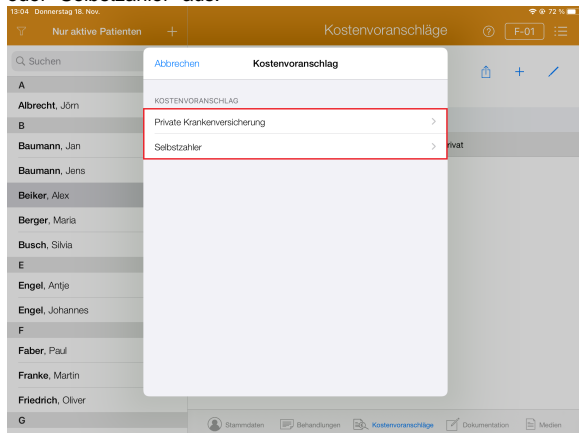 oder "Selbstzahler" aus.
13:04 Donnerstag 18. Nov.
72 %
Nur aktive Patienten
Kostenvoranschläge
F-01
Suchen
Abbrechen
Kostenvoranschlag
A
KOSTENVORANSCHLAG
Albrecht, Jörn
Private Krankenversicherung
B
Baumann, Jan
Selbstzahler
rivat
Baumann, Jens
Beiker, Alex
Berger, Maria
Busch, Silvia
E
Engel, Antje
Engel, Johannes
F
Faber, Paul
Franke, Martin
Friedrich, Oliver
G
Stammdaten
Behandlungen
Kostenvoranschläge
Dokumentation
Medien